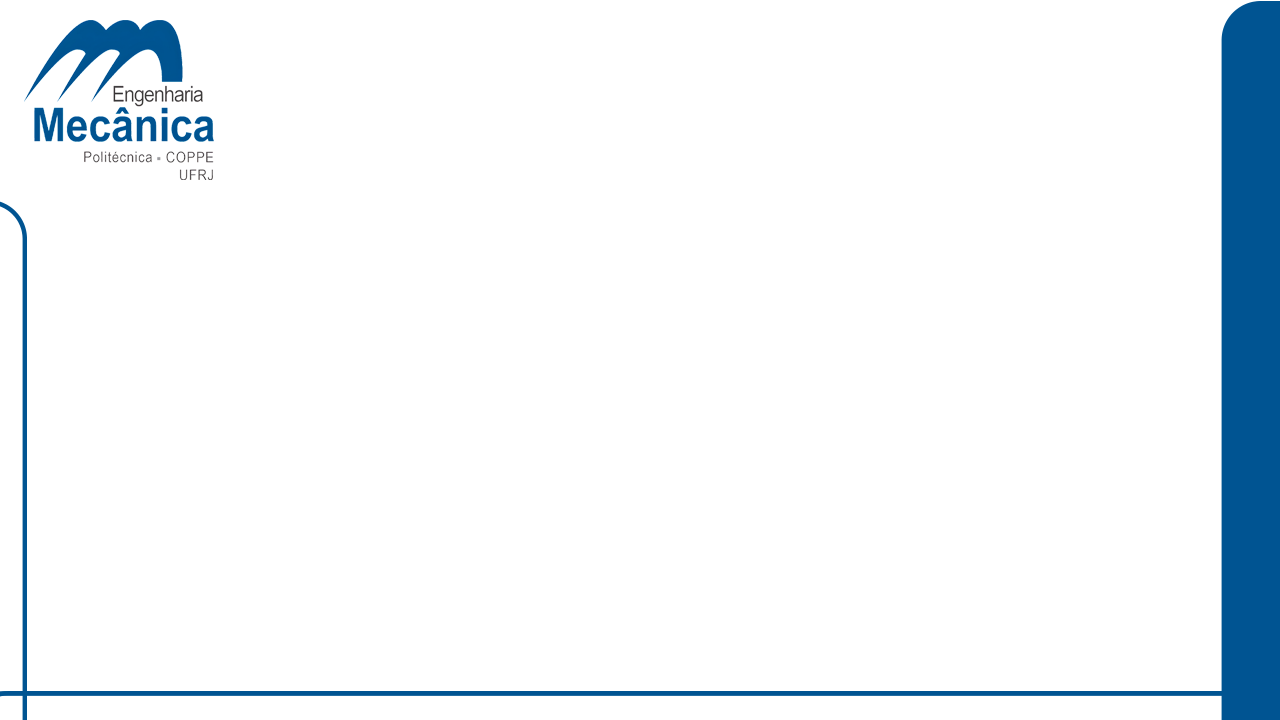 Engenharia
Mecânica
Politécnica - COPPE
UFRJ